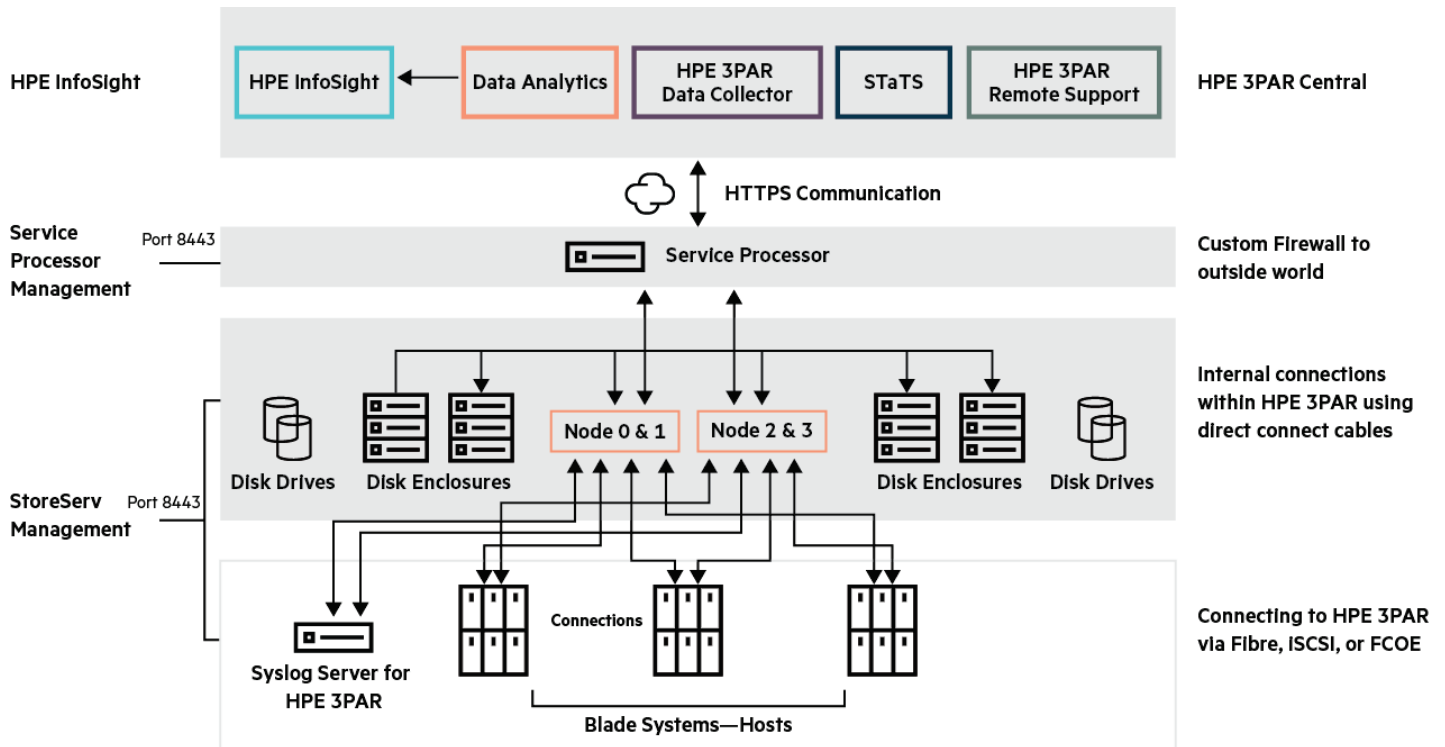 HPE InfoSight
HPE InfoSight
Data Analytics
HPE 3PAR
Data Collector
STaTS
HPE 3PAR
Remote Support
HPE 3PAR Central
HTTPS Communication
Service
Processor
Management
Port 8443
Service Processor
Custom Firewall to
outside world
Internal connections
within HPE 3PAR using
direct connect cables
Node 0 & 1
Node 2 & 3
Disk Drives
Disk Enclosures
Disk Enclosures
Disk Drives
StoreServ
Management
Port 8443
Connections
Syslog Server for
HPE 3PAR
Blade Systems—Hosts
Connecting to HPE 3PAR
via Fibre, iSCSI, or FCOE